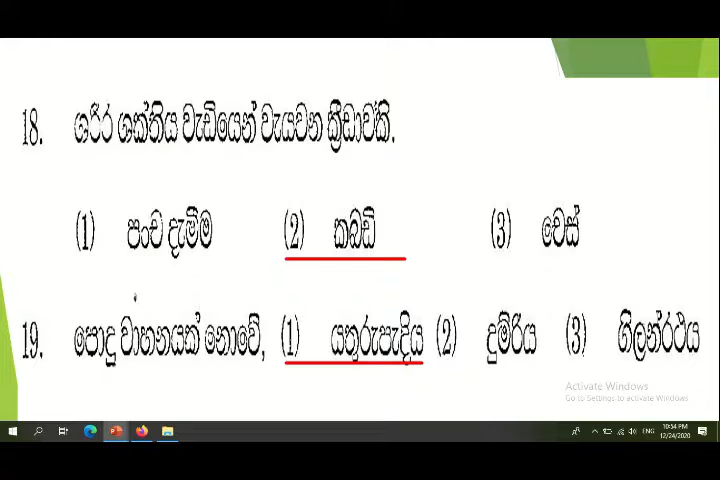 18. ශරීර ශක්තිය වැඩියෙන් වැයවන ක්‍රීඩාවකි.
(1) පංච දැමීම (2) කබඩි (3) චෙස්
19. පොදු වාහනයක් නොවේ, (1) යතුරුපැදිය (2) දුම්රිය (3) ගිලන්රථය
Activate Windows
Go to Settings to activate Windows.
ENG
10:54 PM
12/24/2020